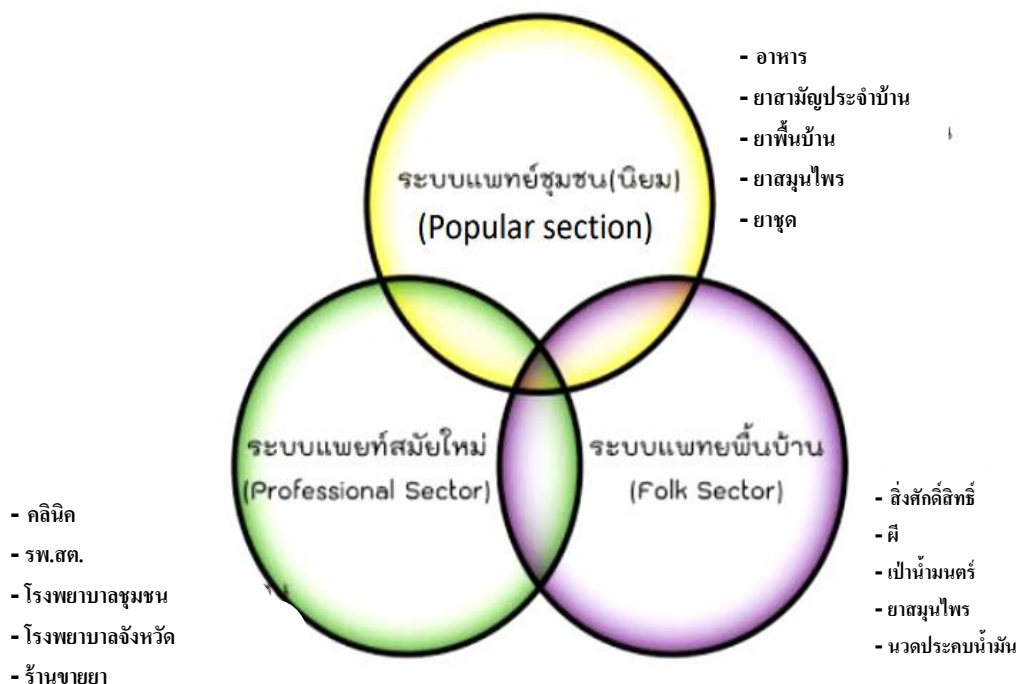 - อาหาร
- ยาสามัญประจำบ้าน
- ยาพื้นบ้าน
- ยาสมุนไพร
- ยาชุด
ระบบแพทย์ชุมชน(นิยม)
(Popular section)
ระบบแพยท์สมัยใหม่
(Professional Sector)
ระบบแพทยพื้นบ้าน
(Folk Sector)
- คลินิค
- รพ.สต.
- โรงพยาบาลชุมชน
- โรงพยาบาลจังหวัด
- ร้านขายยา
- สิ่งศักดิ์สิทธิ์
- ผี
- เป่าน้ำมนตร์
- ยาสมุนไพร
- นวดประคบน้ำมัน